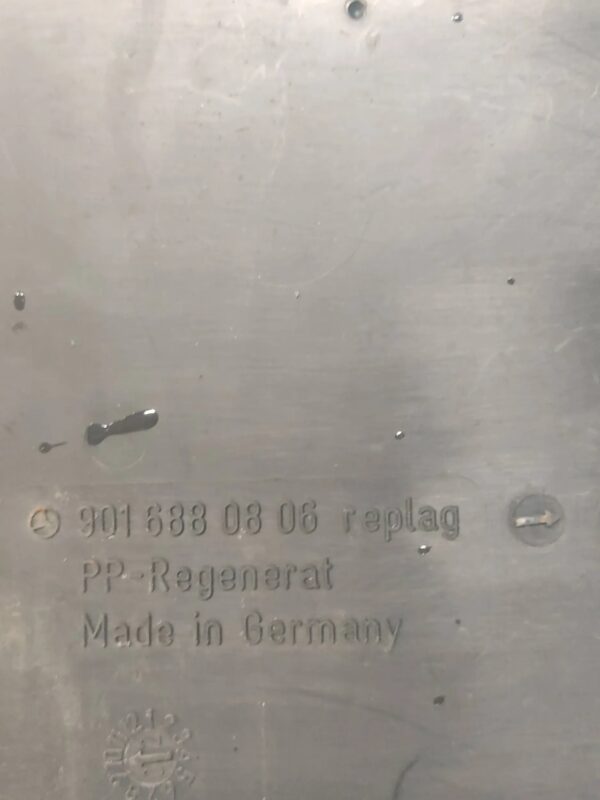 901 688 08 06 replag
PP-Regenerat
Made in Germany